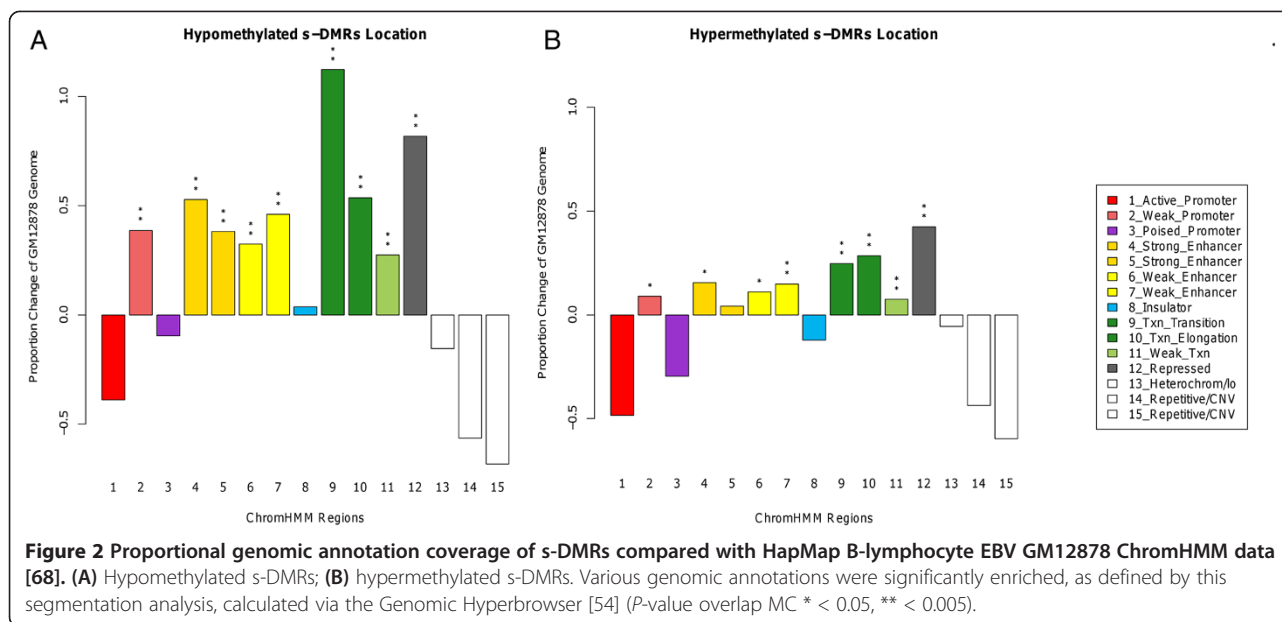 A
Hypomethylated s−DMRs Location
Proportion Change of GM12878 Genome
1.0
0.5
0.0
−0.5
* *
* *
* *
* *
* *
* *
* *
* *
* *
1 2 3 4 5 6 7 8 9 10 11 12 13 14 15
ChromHMM Regions
B
Hypermethylated s−DMRs Location
Proportion Change of GM12878 Genome
1.0
0.5
0.0
−0.5
*
*
*
* *
* *
* *
* *
* *
1 2 3 4 5 6 7 8 9 10 11 12 13 14 15
ChromHMM Regions
1_Active_Promoter
2_Weak_Promoter
3_Poised_Promoter
4_Strong_Enhancer
5_Strong_Enhancer
6_Weak_Enhancer
7_Weak_Enhancer
8_Insulator
9_Txn_Transition
10_Txn_Elongation
11_Weak_Txn
12_Repressed
13_Heterochrom/lo
14_Repetitive/CNV
15_Repetitive/CNV
Figure 2 Proportional genomic annotation coverage of s-DMRs compared with HapMap B-lymphocyte EBV GM12878 ChromHMM data
[68]. (A) Hypomethylated s-DMRs; (B) hypermethylated s-DMRs. Various genomic annotations were significantly enriched, as defined by this
segmentation analysis, calculated via the Genomic Hyperbrowser [54] (P-value overlap MC * < 0.05, ** < 0.005).